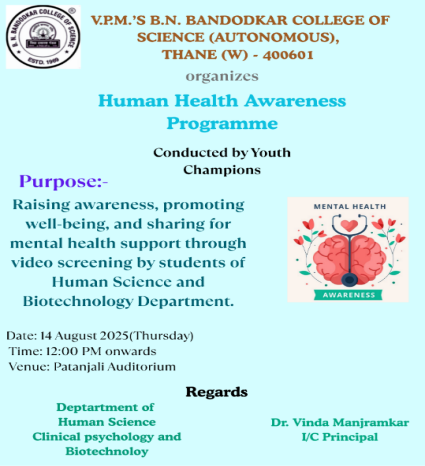 V.P.M.'S B.N. BANDODKAR COLLEGE OF
SCIENCE (AUTONOMOUS),
THANE (W) - 400601
organizes
Human Health Awareness
Programme
Conducted by Youth
Champions
Purpose:-
Raising awareness, promoting
well-being, and sharing for
mental health support through
video screening by students of
Human Science and
Biotechnology Department.
MENTAL HEALTH
AWARENESS
Date: 14 August 2025(Thursday)
Time: 12:00 PM onwards
Venue: Patanjali Auditorium
Regards
Deptartment of
Human Science
Clinical psychology and
Biotechnoloy
Dr. Vinda Manjramkar
I/C Principal
B. N. BANDODKAR COLLEGE OF SCIENCE
ESTD. 1969